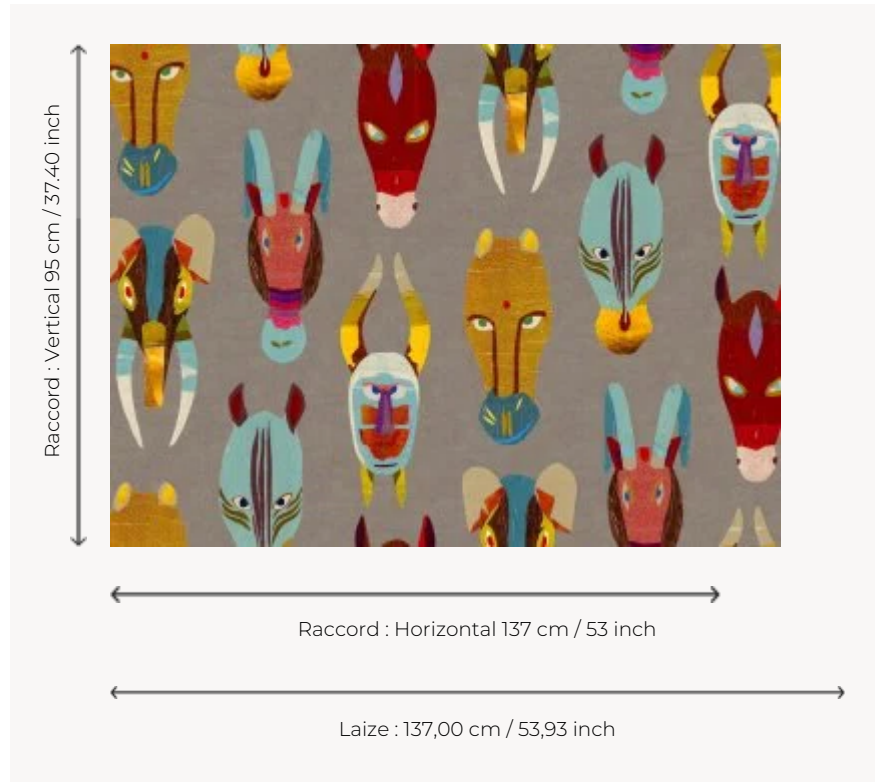 Raccord : Vertical 95 cm / 37.40 inch
Raccord : Horizontal 137 cm / 53 inch
Laize : 137,00 cm / 53,93 inch